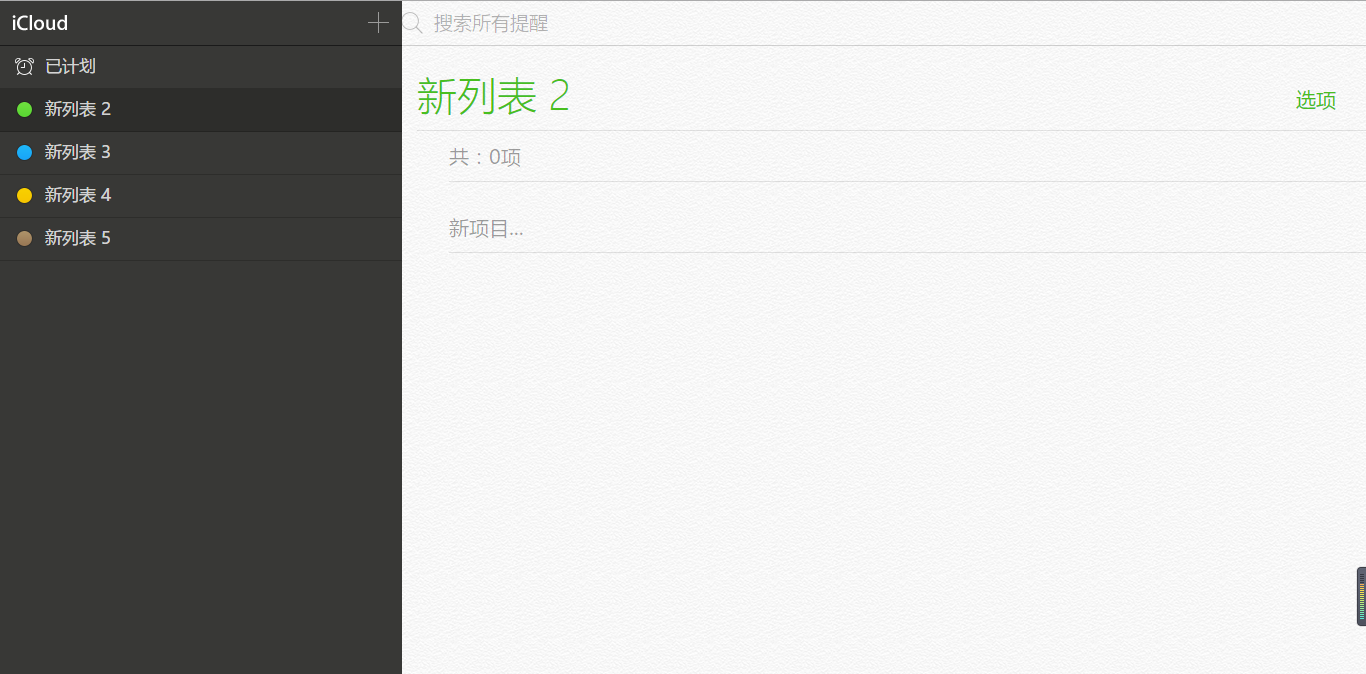 iCloud
已计划
新列表 2
新列表 3
新列表 4
新列表 5
搜索所有提醒
新列表 2
选项
共：0项
新项目...